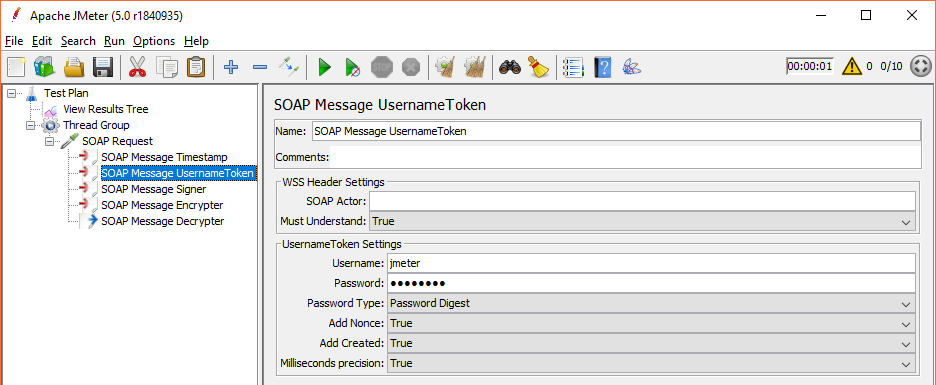 Apache JMeter (5.0 r1840935)
File Edit Search Run Options Help
00:00:01 0 0/10
Test Plan
View Results Tree
Thread Group
SOAP Request
SOAP Message Timestamp
SOAP Message UsernameToken
SOAP Message Signer
SOAP Message Encrypter
SOAP Message Decrypter
SOAP Message UsernameToken
Name: SOAP Message UsernameToken
Comments:
WSS Header Settings
SOAP Actor:
Must Understand: True
UsernameToken Settings
Username: jmeter
Password: ●●●●●●●●
Password Type: Password Digest
Add Nonce: True
Add Created: True
Milliseconds precision: True